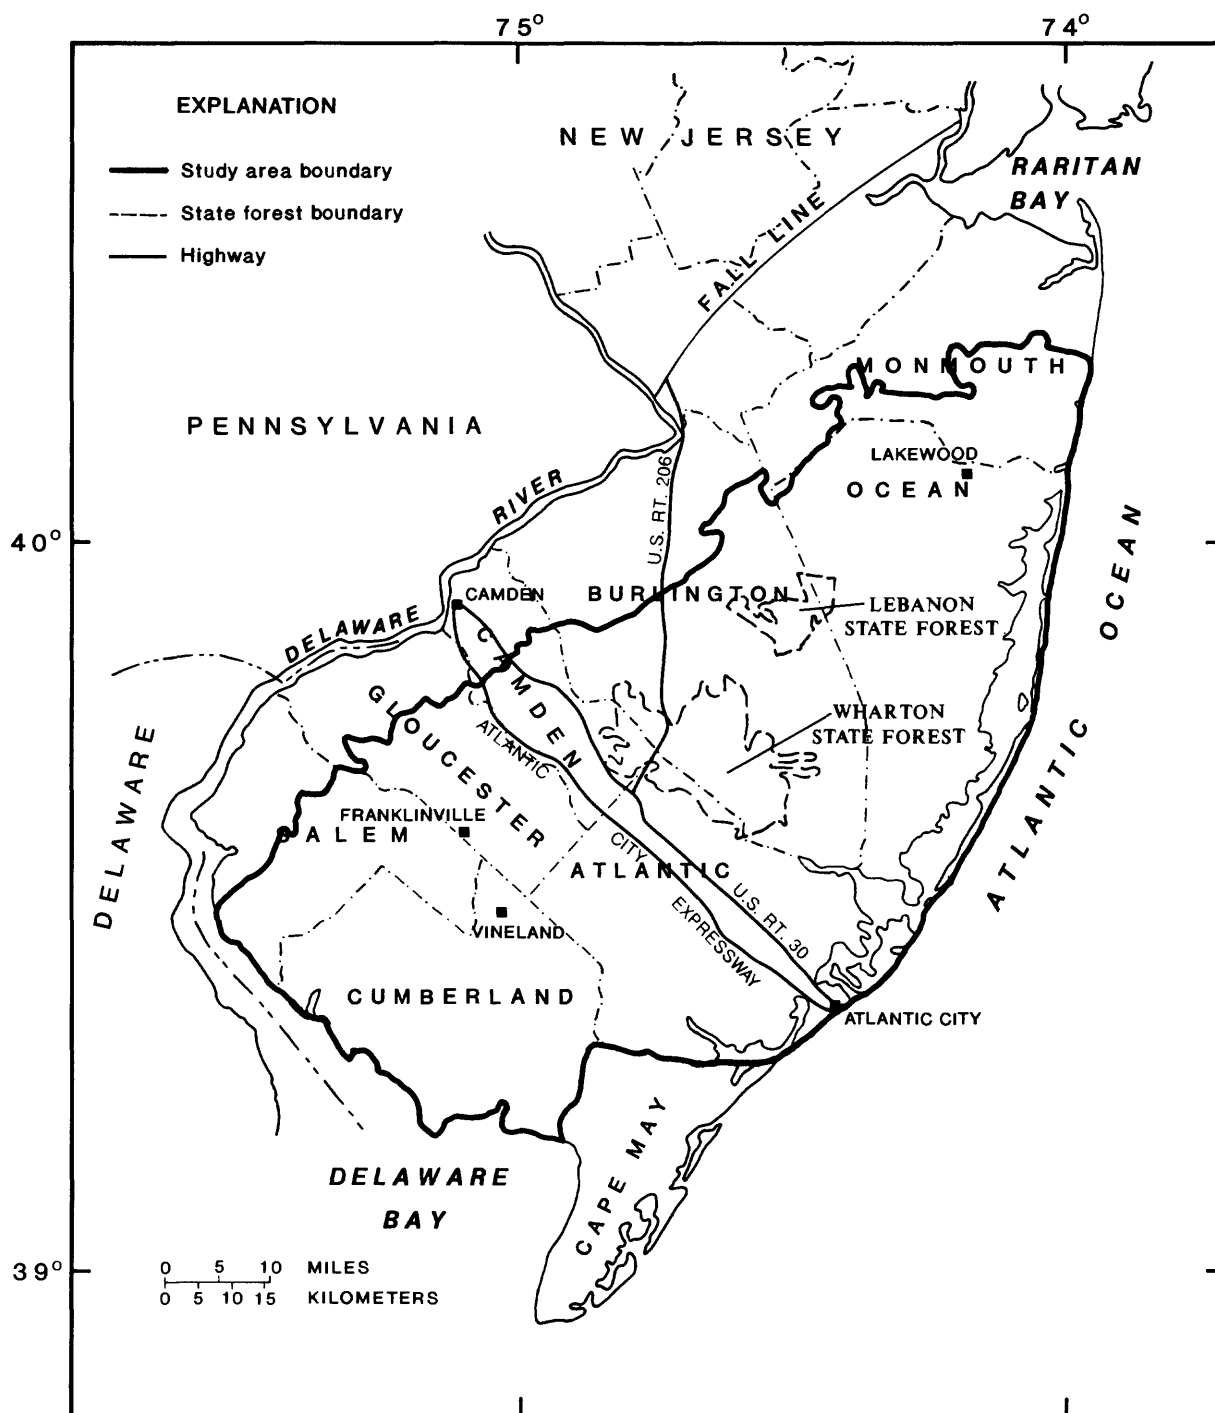 75°
74°
EXPLANATION
Study area boundary
State forest boundary
Highway
NEW JERSEY
RARITAN
BAY
FALL LINE
MONMOUTH
PENNSYLVANIA
LAKEWOOD
OCEAN
U.S. RT. 206
DELAWARE RIVER
40°
CAMDEN
BURLINGTON
LEBANON
STATE FOREST
CAMDEN
GLOUCESTER
WHARTON
STATE FOREST
ATLANTIC CITY EXPRESSWAY
ATLANTIC OCEAN
DELAWARE
FRANKLINVILLE
SALEM
ATLANTIC
U.S. RT. 30
VINELAND
CUMBERLAND
ATLANTIC CITY
CAPE MAY
DELAWARE
BAY
39°
0 5 10 MILES
0 5 10 15 KILOMETERS